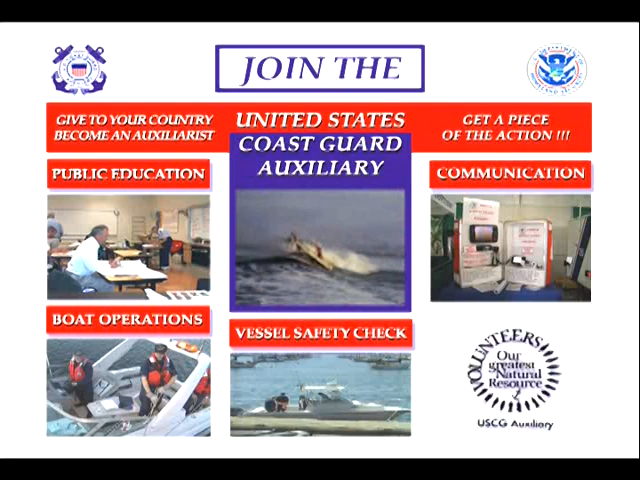 JOIN THE
GIVE TO YOUR COUNTRY
BECOME AN AUXILIARIST
UNITED STATES
COAST GUARD
AUXILIARY
GET A PIECE
OF THE ACTION !!!
PUBLIC EDUCATION
COMMUNICATION
BOAT OPERATIONS
VESSEL SAFETY CHECK
VOLUNTEERS
Our
greatest
Natural
Resource
USCG Auxiliary